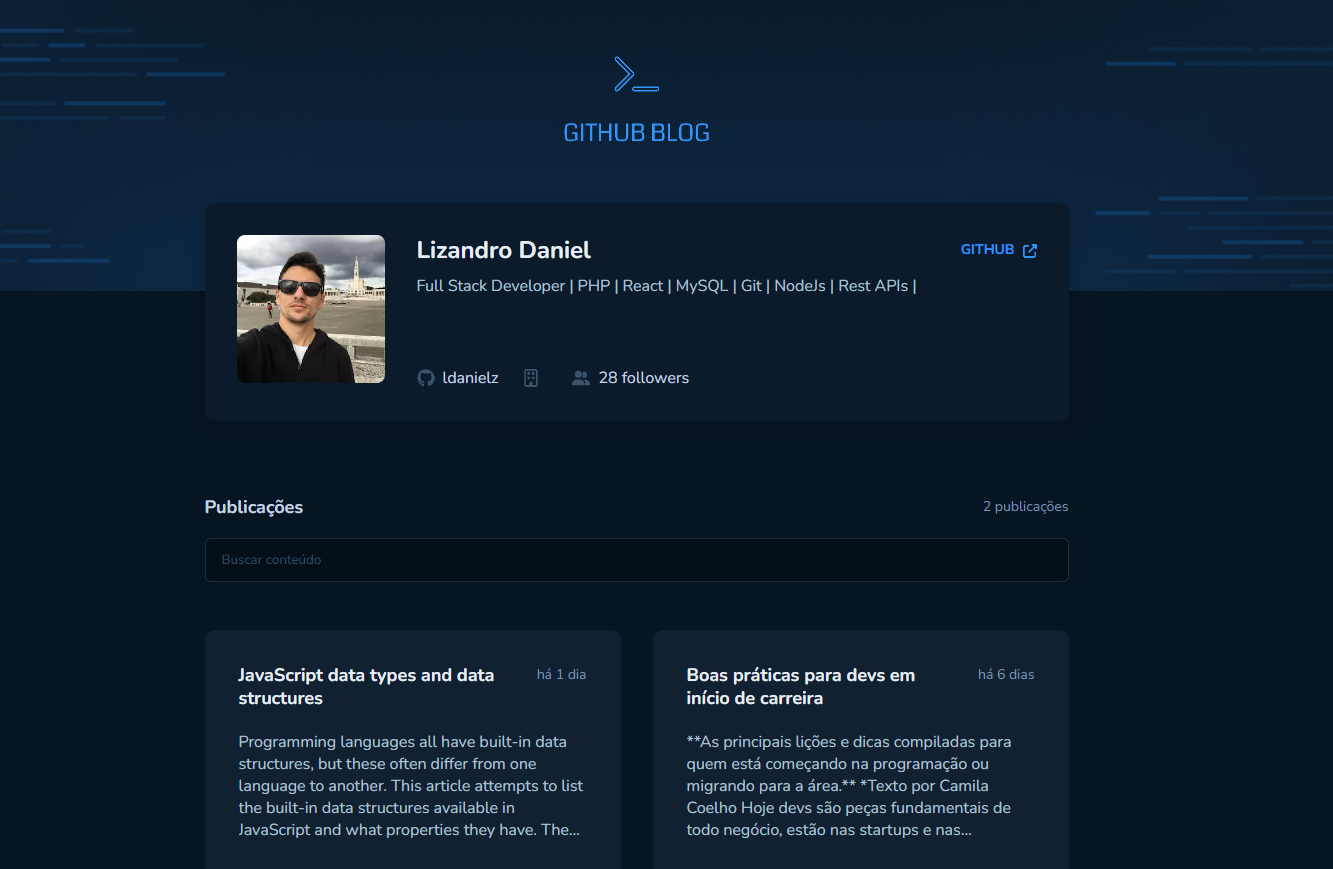 GITHUB BLOG
Lizandro Daniel
GITHUB
Full Stack Developer | PHP | React | MySQL | Git | NodeJs | Rest APIs |
ldanielz
28 followers
Publicações
2 publicações
Buscar conteúdo
JavaScript data types and data
structures
há 1 dia
Programming languages all have built-in data
structures, but these often differ from one
language to another. This article attempts to list
the built-in data structures available in
JavaScript and what properties they have. The...
Boas práticas para devs em
início de carreira
há 6 dias
**As principais lições e dicas compiladas para
quem está começando na programação ou
migrando para a área.** *Texto por Camila
Coelho Hoje devs são peças fundamentais de
todo negócio, estão nas startups e nas...